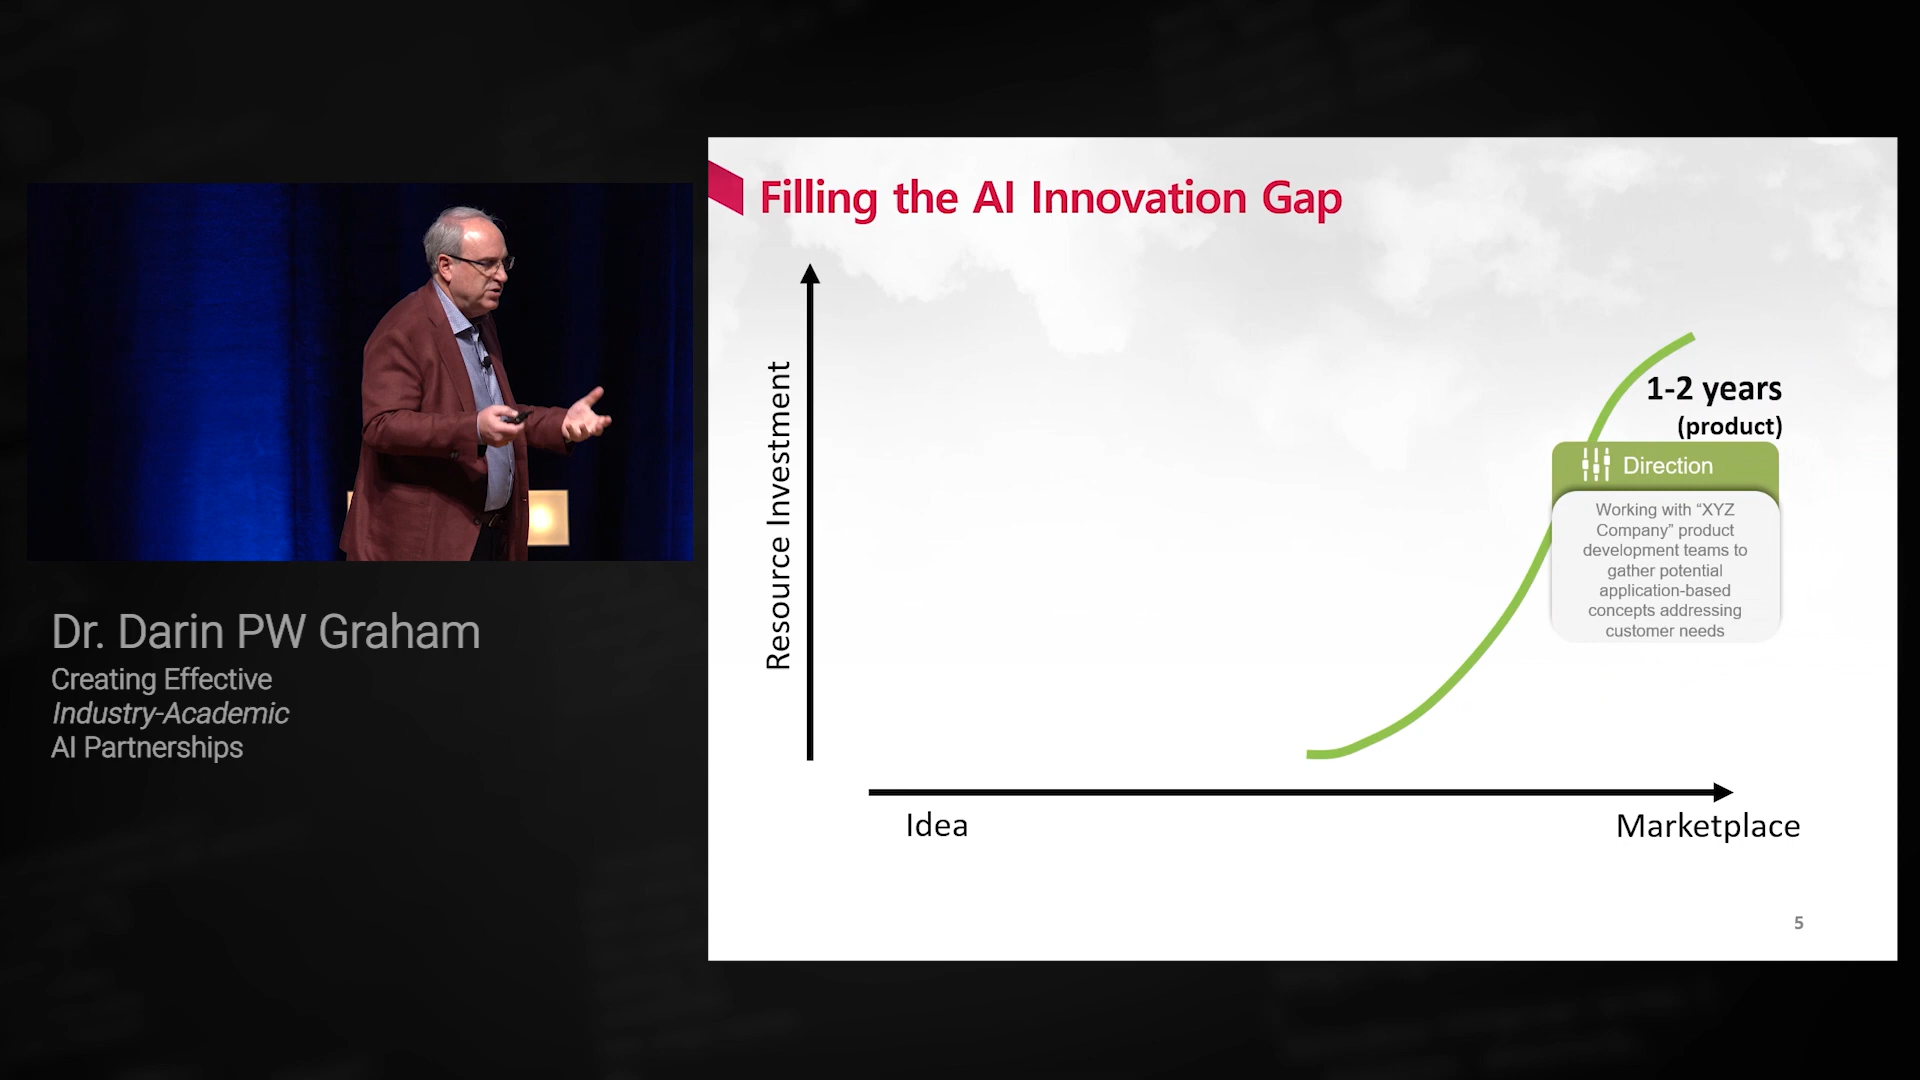 Filling the AI Innovation Gap
Resource Investment
1-2 years
(product)
Direction
Working with “XYZ
Company” product
development teams to
gather potential
application-based
concepts addressing
customer needs
Idea
Marketplace
5
Dr. Darin PW Graham
Creating Effective
Industry-Academic
AI Partnerships